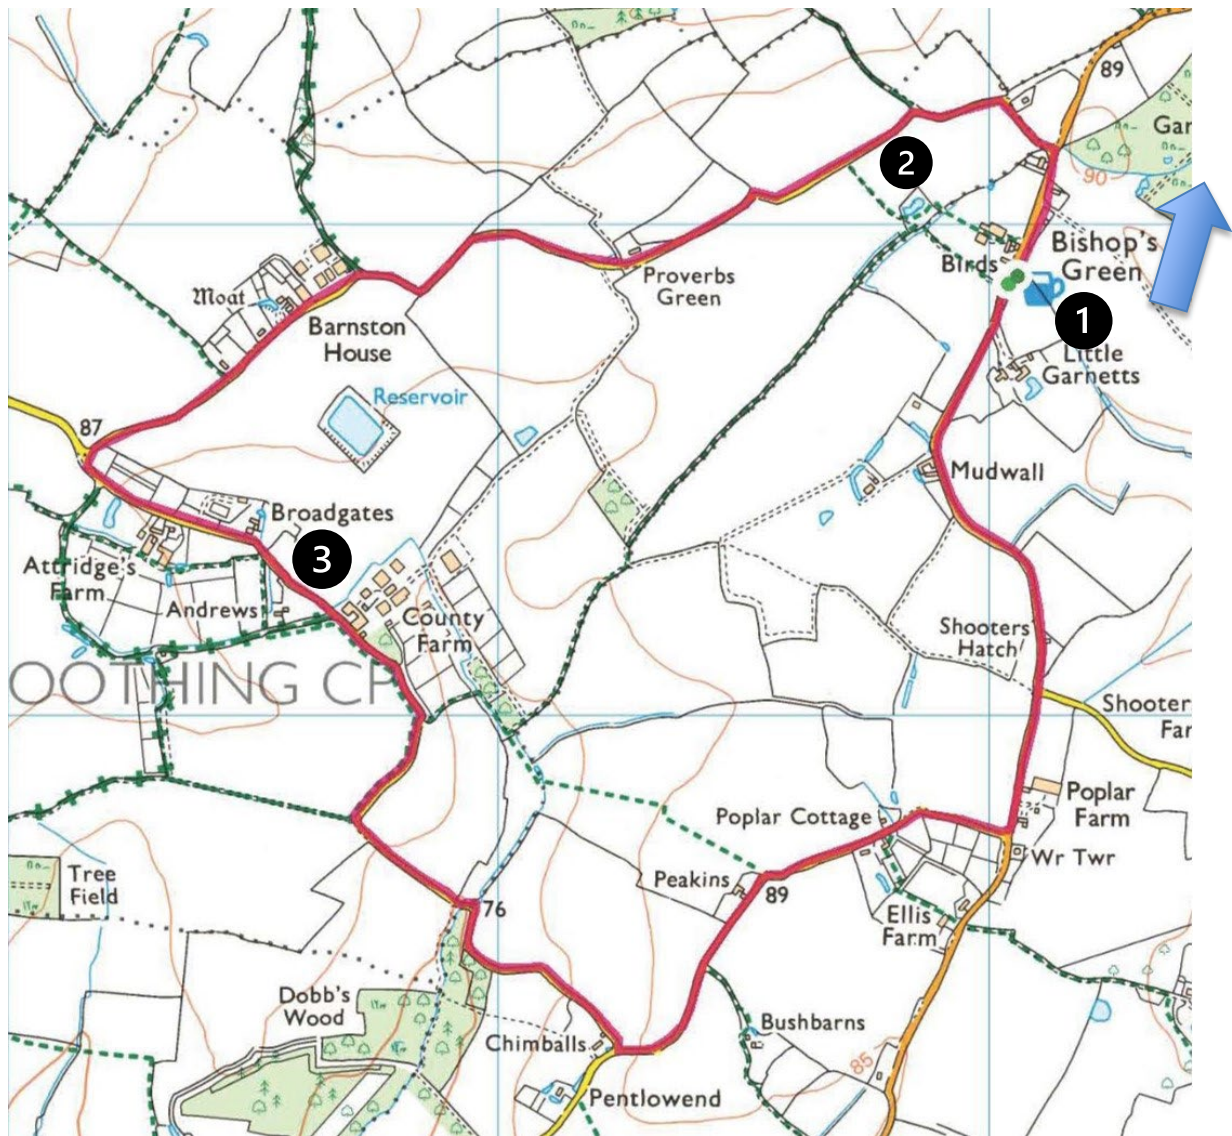 89
Gar
2
90
Bishop's
Green
Birds
Proverbs
Green
Moat
Barnston
House
1
Little
Garnetts
Reservoir
87
Mudwall
Broadgates
3
Attridge's
Farm
Andrews
County
Farm
Shooters
Hatch
OOTHING CP
Shooter
Far
Poplar
Farm
Poplar Cottage
Wr Twr
Tree
Field
Peakins
89
76
Ellis
Farm
Dobb's
Wood
Chimballs
Bushbarns
85
Pentlowend